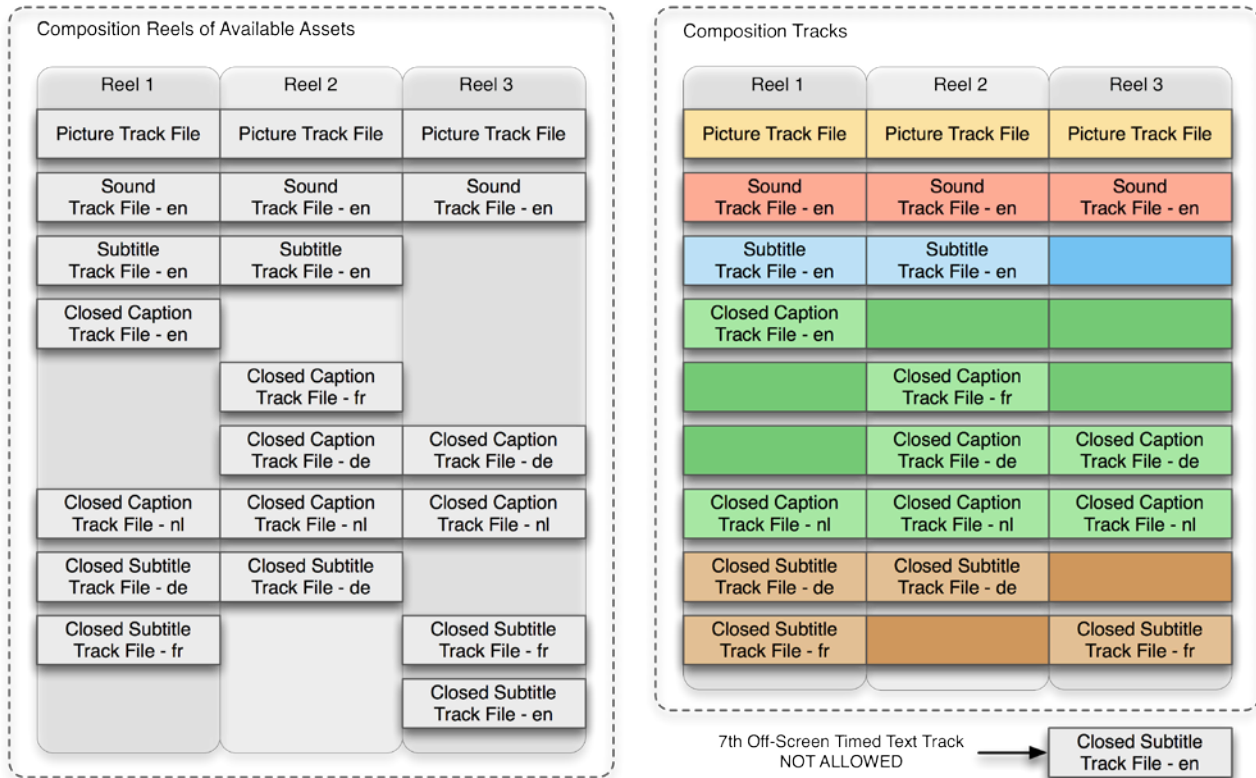 Composition Reels of Available Assets
Reel 1
Reel 2
Reel 3
Picture Track File
Picture Track File
Picture Track File
Sound
Track File - en
Sound
Track File - en
Sound
Track File - en
Subtitle
Track File - en
Subtitle
Track File - en
Closed Caption
Track File - en
Closed Caption
Track File - fr
Closed Caption
Track File - de
Closed Caption
Track File - de
Closed Caption
Track File - nl
Closed Caption
Track File - nl
Closed Caption
Track File - nl
Closed Subtitle
Track File - de
Closed Subtitle
Track File - de
Closed Subtitle
Track File - fr
Closed Subtitle
Track File - fr
Closed Subtitle
Track File - en
Composition Tracks
Reel 1
Reel 2
Reel 3
Picture Track File
Picture Track File
Picture Track File
Sound
Track File - en
Sound
Track File - en
Sound
Track File - en
Subtitle
Track File - en
Subtitle
Track File - en
Closed Caption
Track File - en
Closed Caption
Track File - fr
Closed Caption
Track File - de
Closed Caption
Track File - de
Closed Caption
Track File - nl
Closed Caption
Track File - nl
Closed Caption
Track File - nl
Closed Subtitle
Track File - de
Closed Subtitle
Track File - de
Closed Subtitle
Track File - fr
Closed Subtitle
Track File - fr
7th Off-Screen Timed Text Track
NOT ALLOWED
Closed Subtitle
Track File - en